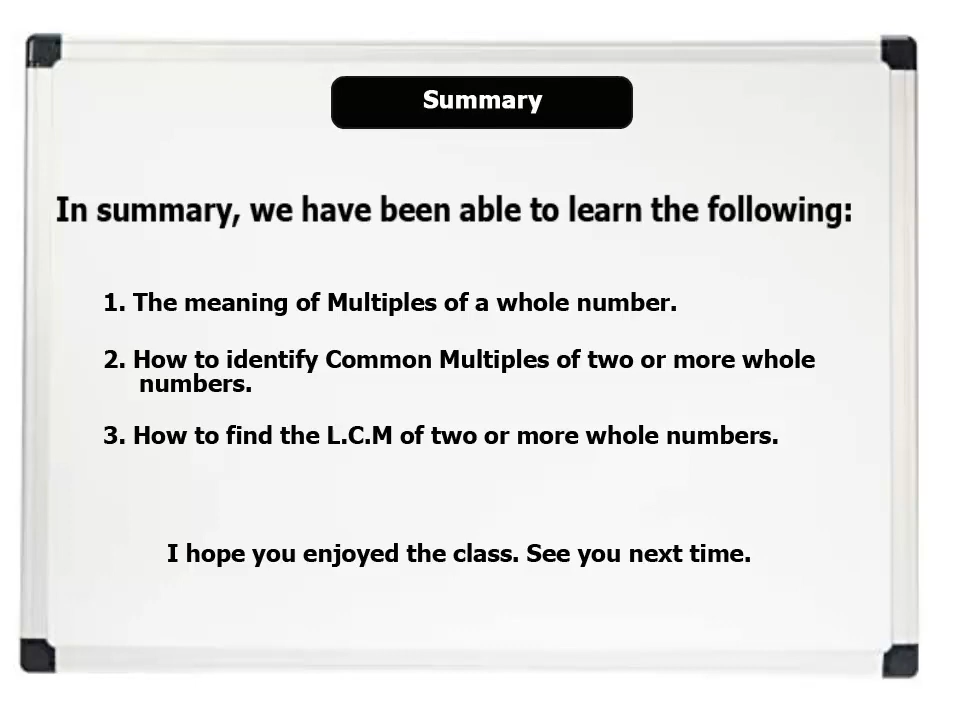 Summary
In summary, we have been able to learn the following:
1. The meaning of Multiples of a whole number.
2. How to identify Common Multiples of two or more whole
numbers.
3. How to find the L.C.M of two or more whole numbers.
I hope you enjoyed the class. See you next time.